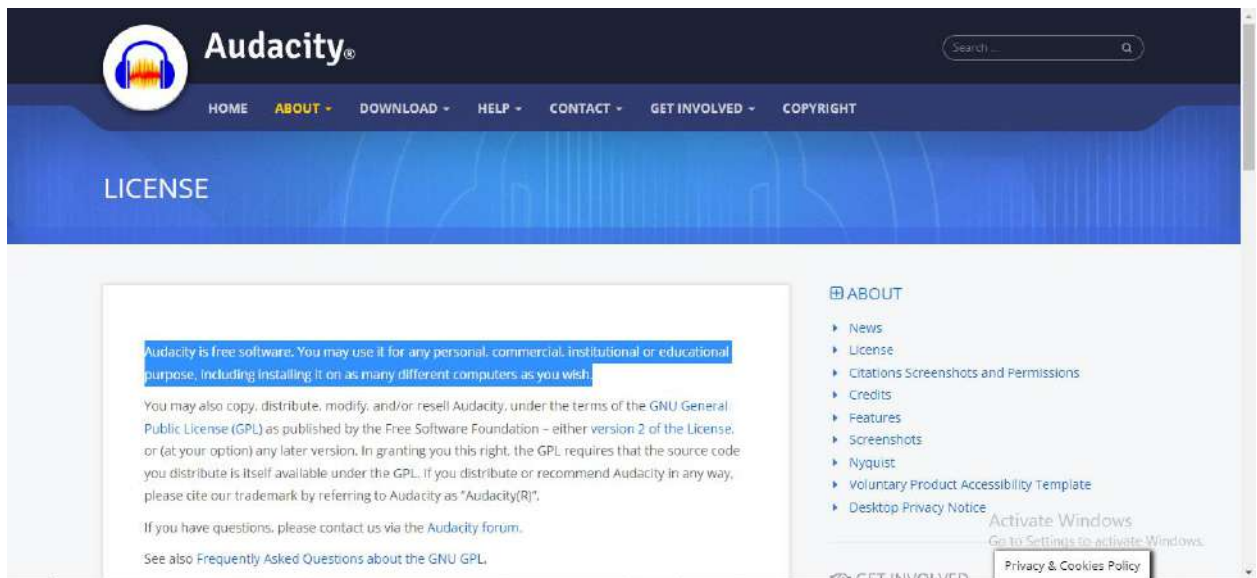 Audacity®
Search ...
HOME ABOUT DOWNLOAD HELP CONTACT GET INVOLVED COPYRIGHT
LICENSE
Audacity is free software. You may use it for any personal, commercial, institutional or educational
purpose, including installing it on as many different computers as you wish.
You may also copy, distribute, modify, and/or resell Audacity, under the terms of the GNU General
Public License (GPL) as published by the Free Software Foundation – either version 2 of the License,
or (at your option) any later version. In granting you this right, the GPL requires that the source code
you distribute is itself available under the GPL. If you distribute or recommend Audacity in any way,
please cite our trademark by referring to Audacity as "Audacity(R)".
If you have questions, please contact us via the Audacity forum.
See also Frequently Asked Questions about the GNU GPL.
ABOUT
News
License
Citations Screenshots and Permissions
Credits
Features
Screenshots
Nyquist
Voluntary Product Accessibility Template
Desktop Privacy Notice
Activate Windows
Go to Settings to activate Windows.
GET INVOLVED
Privacy & Cookies Policy